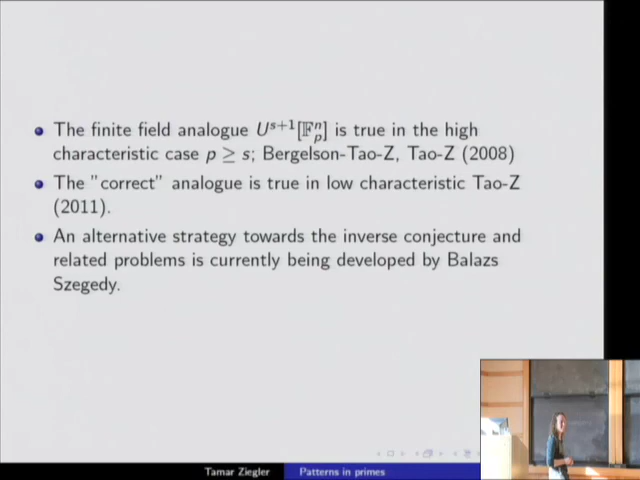 The finite field analogue U^{s+1}[𝔽_p^n] is true in the high
characteristic case p ≥ s; Bergelson-Tao-Z, Tao-Z (2008)
The "correct" analogue is true in low characteristic Tao-Z
(2011).
An alternative strategy towards the inverse conjecture and
related problems is currently being developed by Balazs
Szegedy.
Tamar Ziegler Patterns in primes